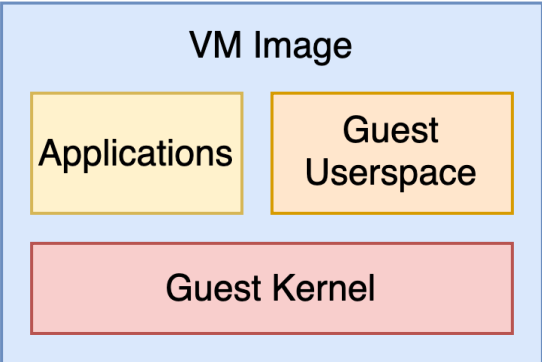 VM Image
Applications
Guest
Userspace
Guest Kernel